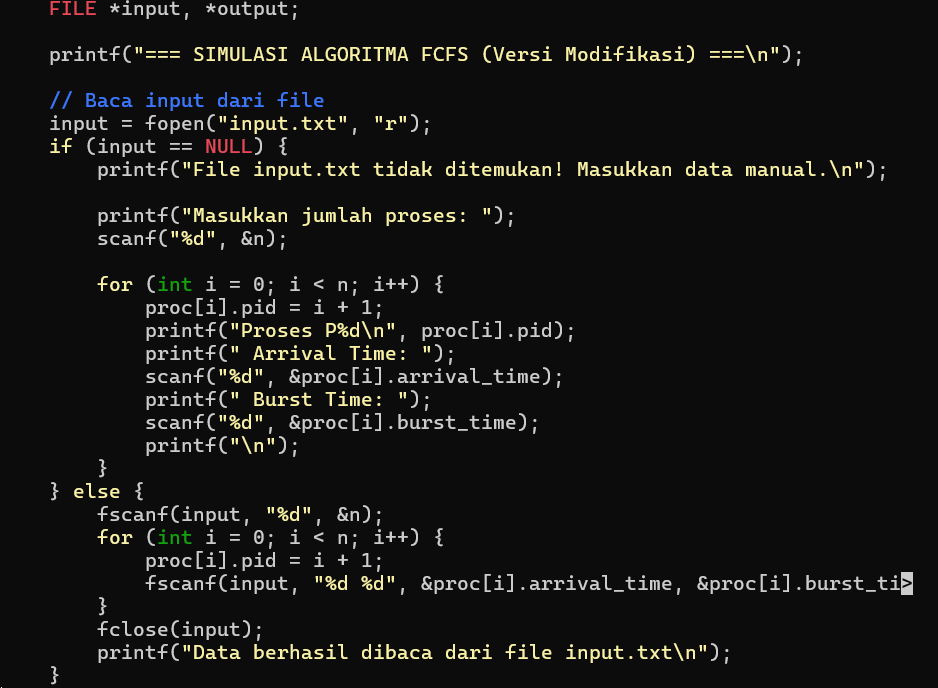 FILE *input, *output;
printf("=== SIMULASI ALGORITMA FCFS (Versi Modifikasi) ===\n");
// Baca input dari file
input = fopen("input.txt", "r");
if (input == NULL) {
printf("File input.txt tidak ditemukan! Masukkan data manual.\n");
printf("Masukkan jumlah proses: ");
scanf("%d", &n);
for (int i = 0; i < n; i++) {
proc[i].pid = i + 1;
printf("Proses P%d\n", proc[i].pid);
printf(" Arrival Time: ");
scanf("%d", &proc[i].arrival_time);
printf(" Burst Time: ");
scanf("%d", &proc[i].burst_time);
printf("\n");
}
} else {
fscanf(input, "%d", &n);
for (int i = 0; i < n; i++) {
proc[i].pid = i + 1;
fscanf(input, "%d %d", &proc[i].arrival_time, &proc[i].burst_ti>
}
fclose(input);
printf("Data berhasil dibaca dari file input.txt\n");
}